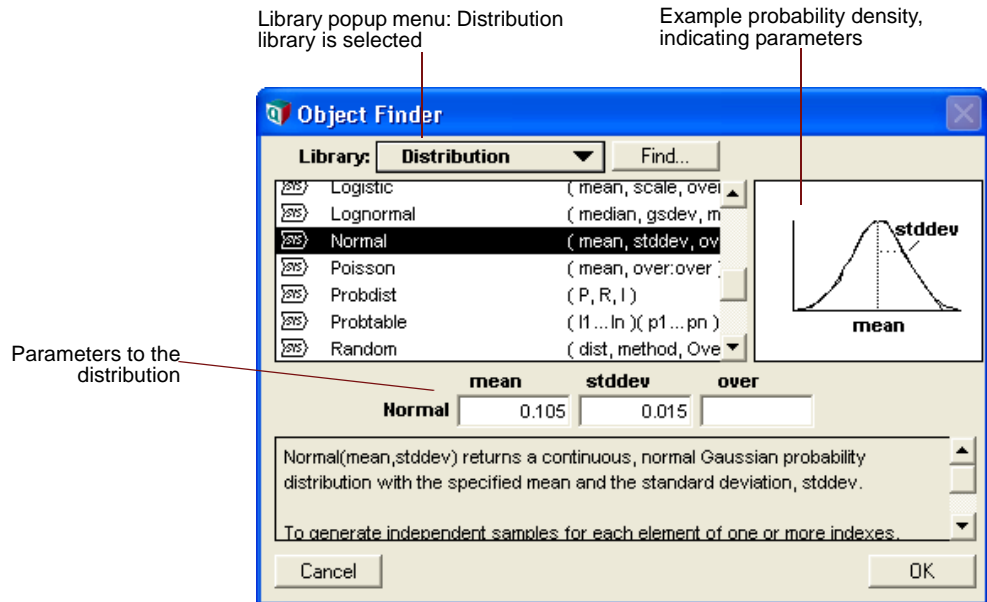 Library popup menu: Distribution
library is selected
Example probability density,
indicating parameters
Object Finder
Library: Distribution Find...
Logistic ( mean, scale, over
Lognormal ( median, gsdev, m
Normal ( mean, stddev, ov
Poisson ( mean, over:over )
Probdist ( P, R, I )
Probtable ( l1...ln )( p1...pn )
Random ( dist, method, Ove
stddev
mean
Parameters to the
distribution
mean stddev over
Normal 0.105 0.015
Normal(mean,stddev) returns a continuous, normal Gaussian probability
distribution with the specified mean and the standard deviation, stddev.
To generate independent samples for each element of one or more indexes,
Cancel OK